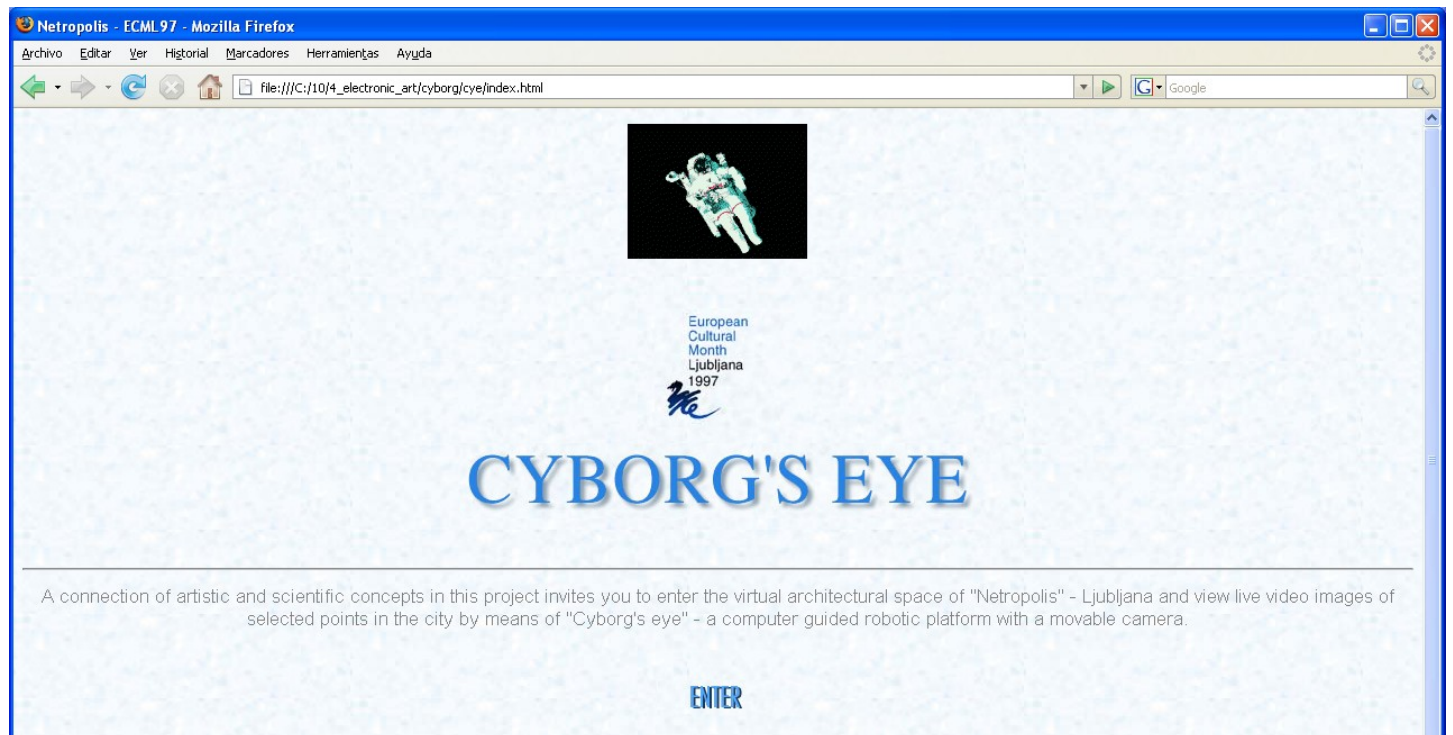 Netropolis - ECML97 - Mozilla Firefox
Archivo Editar Ver Historial Marcadores Herramientas Ayuda
file:///C:/10/4_electronic_art/cyborg/cye/index.html
G Google
European
Cultural
Month
Ljubljana
1997
CYBORG'S EYE
A connection of artistic and scientific concepts in this project invites you to enter the virtual architectural space of "Netropolis" - Ljubljana and view live video images of
selected points in the city by means of "Cyborg's eye" - a computer guided robotic platform with a movable camera.
ENTER